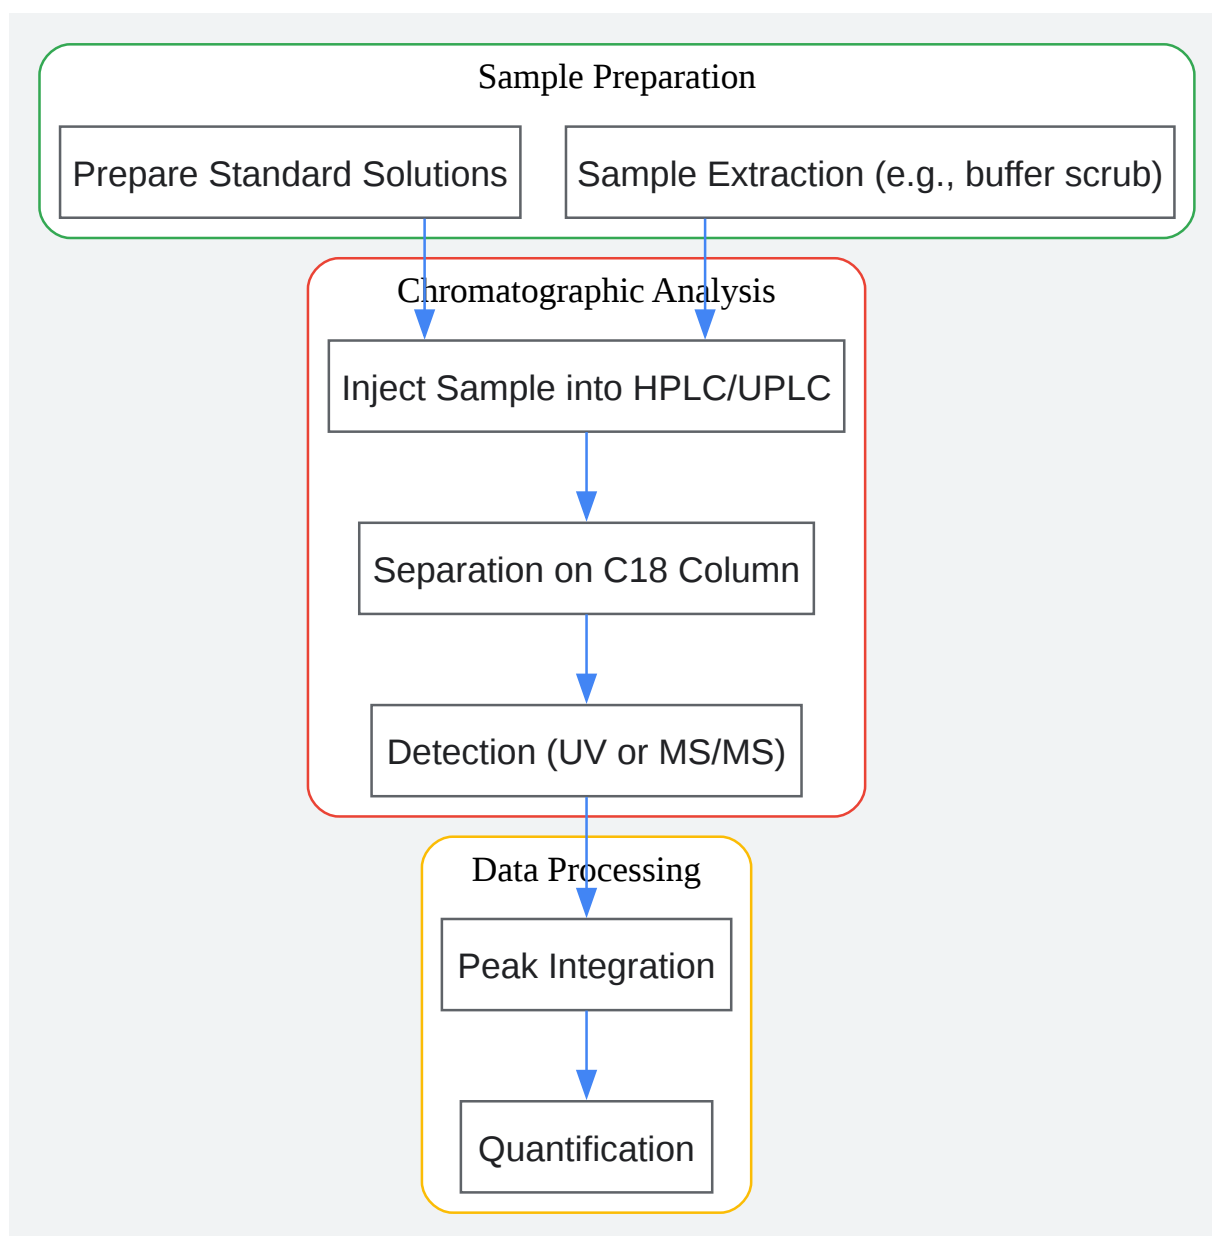 Sample Preparation
Prepare Standard Solutions
Sample Extraction (e.g., buffer scrub)
Chromatographic Analysis
Inject Sample into HPLC/UPLC
Separation on C18 Column
Detection (UV or MS/MS)
Data Processing
Peak Integration
Quantification